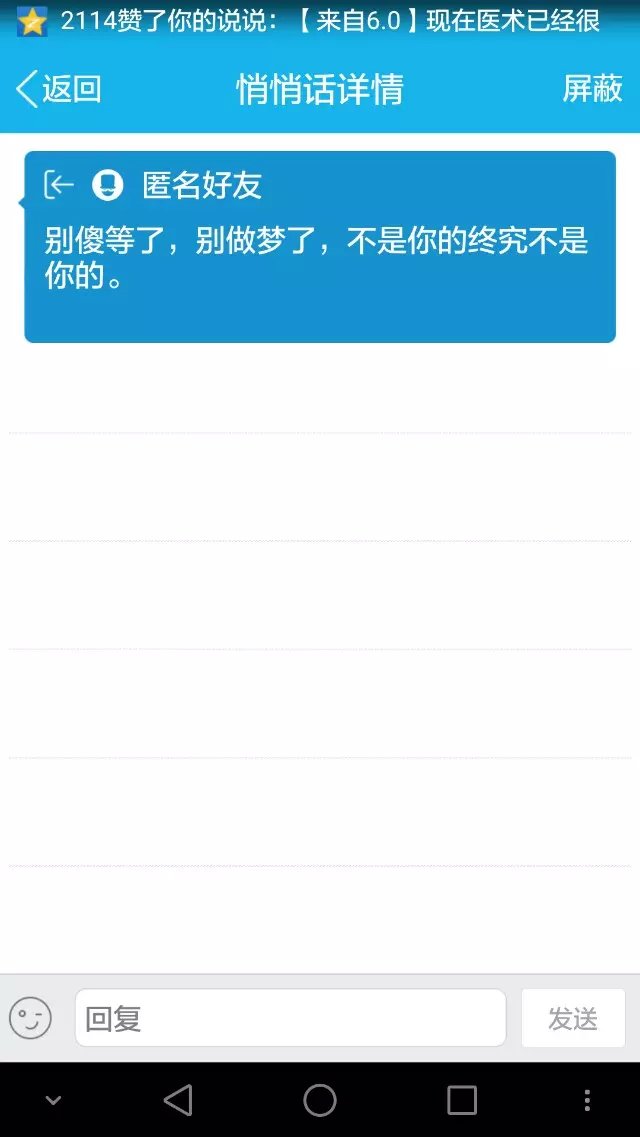 2114赞了你的说说：【来自6.0】现在医术已经很
返回 悄悄话详情 屏蔽
匿名好友
别傻等了，别做梦了，不是你的终究不是
你的。
回复 发送